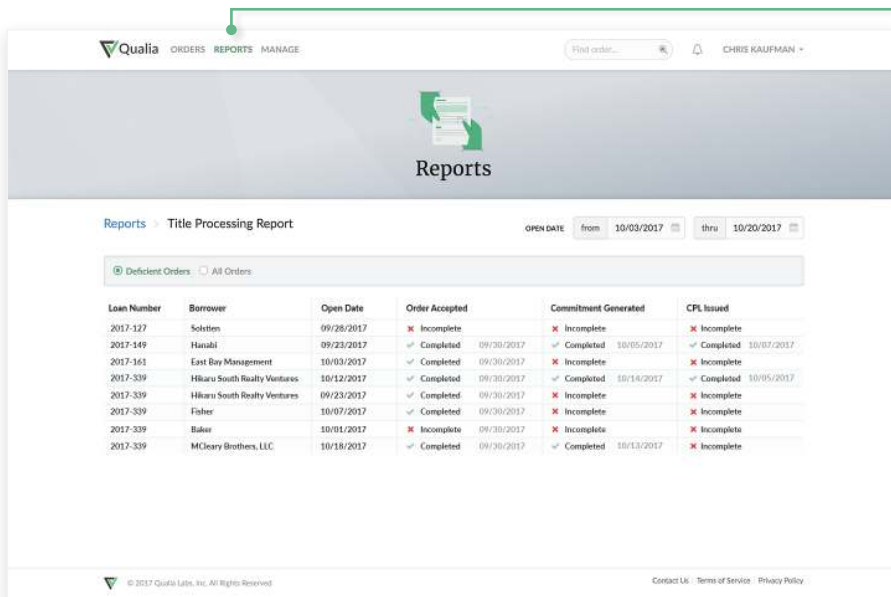 Qualia ORDERS REPORTS MANAGE Find order... CHRIS KAUFMAN
Reports
Reports > Title Processing Report OPEN DATE from 10/03/2017 thru 10/20/2017
Deficient Orders All Orders
Loan Number Borrower Open Date Order Accepted Commitment Generated CPL Issued
2017-127 Solstien 09/28/2017 Incomplete Incomplete Incomplete
2017-149 Hanabi 09/23/2017 Completed 09/30/2017 Completed 10/05/2017 Completed 10/07/2017
2017-161 East Bay Management 10/03/2017 Completed 09/30/2017 Incomplete Incomplete
2017-339 Hikaru South Realty Ventures 10/12/2017 Completed 09/30/2017 Completed 10/14/2017 Completed 10/05/2017
2017-339 Hikaru South Realty Ventures 09/23/2017 Completed 09/30/2017 Incomplete Incomplete
2017-339 Fisher 10/07/2017 Completed 09/30/2017 Incomplete Incomplete
2017-339 Baker 10/01/2017 Incomplete 09/30/2017 Incomplete Incomplete
2017-339 MCleary Brothers, LLC 10/18/2017 Completed 09/30/2017 Completed 10/13/2017 Incomplete
© 2017 Qualia Labs, Inc. All Rights Reserved Contact Us Terms of Service Privacy Policy